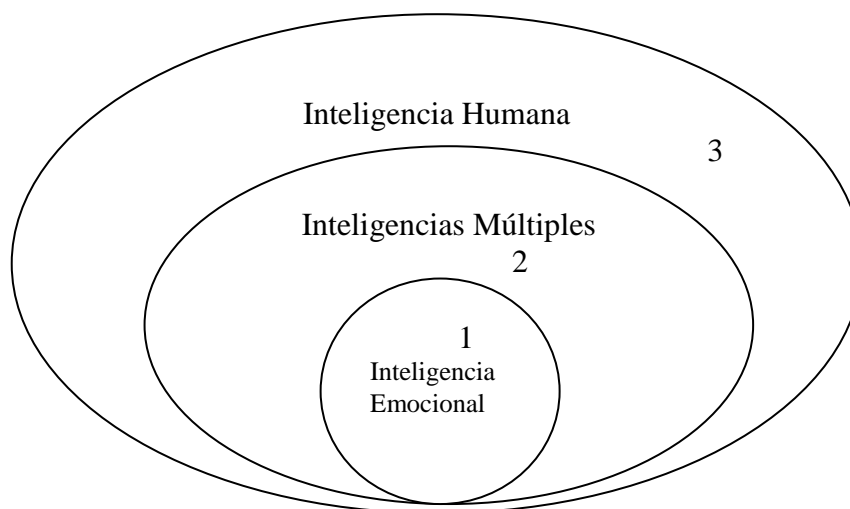 Inteligencia Humana
3
Inteligencias Múltiples
2
1
Inteligencia
Emocional